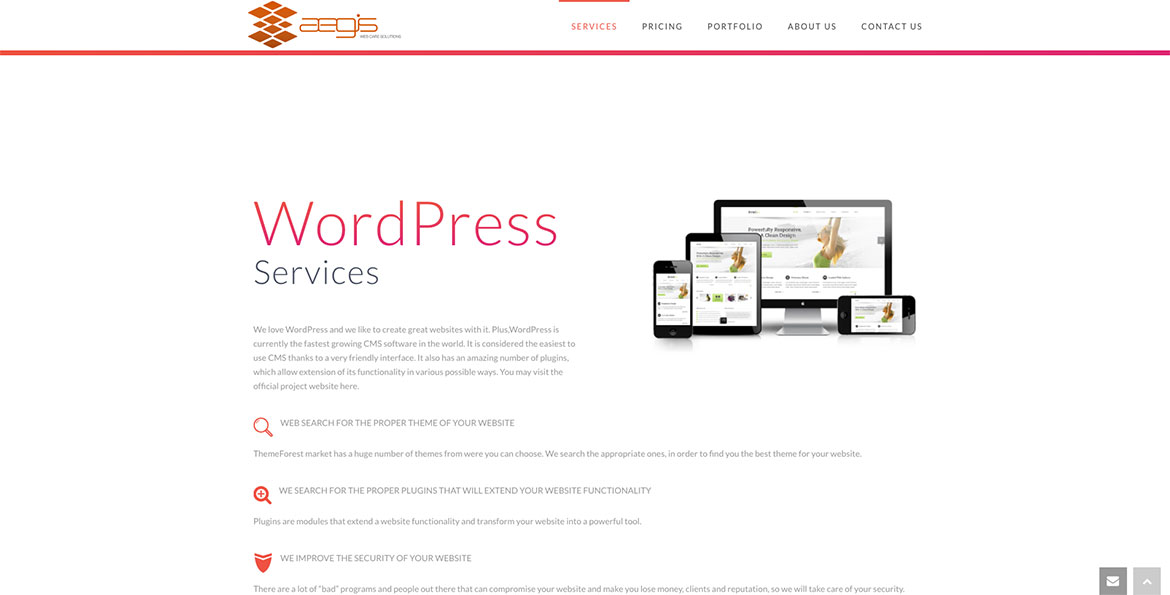 aegis
WEB CARE SOLUTIONS
SERVICES
PRICING
PORTFOLIO
ABOUT US
CONTACT US
WordPress
Services
Powerfully Responsive,
A Clean Design
We love WordPress and we like to create great websites with it. Plus,WordPress is
currently the fastest growing CMS software in the world. It is considered the easiest to
use CMS thanks to a very friendly interface. It also has an amazing number of plugins,
which allow extension of its functionality in various possible ways. You may visit the
official project website here.
WEB SEARCH FOR THE PROPER THEME OF YOUR WEBSITE
ThemeForest market has a huge number of themes from were you can choose. We search the appropriate ones, in order to find you the best theme for your website.
WE SEARCH FOR THE PROPER PLUGINS THAT WILL EXTEND YOUR WEBSITE FUNCTIONALITY
Plugins are modules that extend a website functionality and transform your website into a powerful tool.
WE IMPROVE THE SECURITY OF YOUR WEBSITE
There are a lot of “bad” programs and people out there that can compromise your website and make you lose money, clients and reputation, so we will take care of your security.